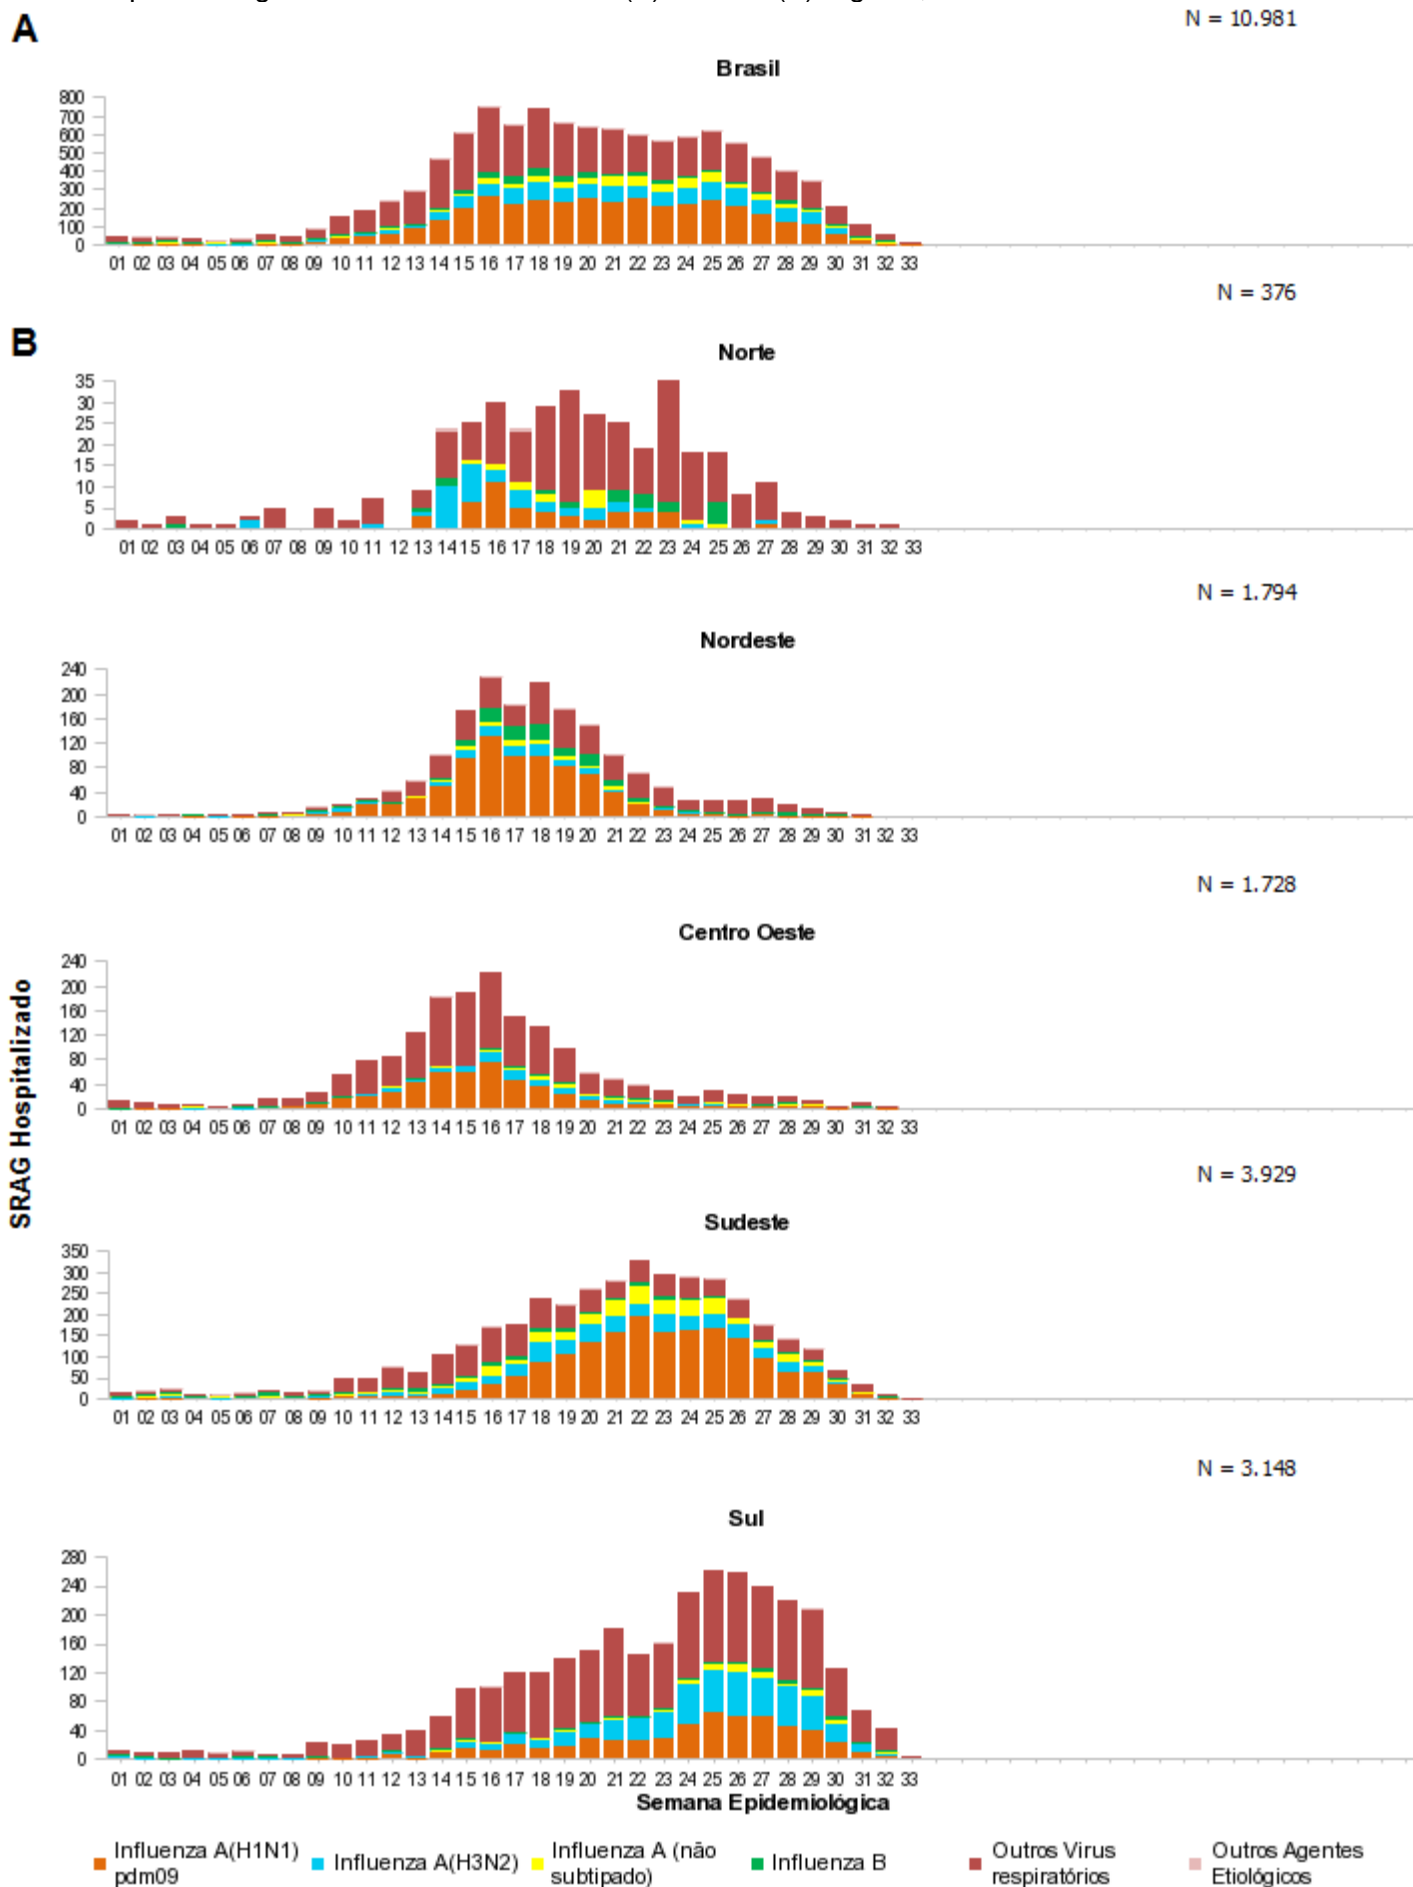 A
N = 10.981
Brasil
800
700
600
500
400
300
200
100
0
01 02 03 04 05 06 07 08 09 10 11 12 13 14 15 16 17 18 19 20 21 22 23 24 25 26 27 28 29 30 31 32 33
N = 376
B
Norte
35
30
25
20
15
10
5
0
01 02 03 04 05 06 07 08 09 10 11 12 13 14 15 16 17 18 19 20 21 22 23 24 25 26 27 28 29 30 31 32 33
N = 1.794
Nordeste
240
200
160
120
80
40
0
01 02 03 04 05 06 07 08 09 10 11 12 13 14 15 16 17 18 19 20 21 22 23 24 25 26 27 28 29 30 31 32 33
N = 1.728
Centro Oeste
240
200
160
120
80
40
0
01 02 03 04 05 06 07 08 09 10 11 12 13 14 15 16 17 18 19 20 21 22 23 24 25 26 27 28 29 30 31 32 33
SRAG Hospitalizado
N = 3.929
Sudeste
350
300
250
200
150
100
50
0
01 02 03 04 05 06 07 08 09 10 11 12 13 14 15 16 17 18 19 20 21 22 23 24 25 26 27 28 29 30 31 32 33
N = 3.148
Sul
280
240
200
160
120
80
40
0
01 02 03 04 05 06 07 08 09 10 11 12 13 14 15 16 17 18 19 20 21 22 23 24 25 26 27 28 29 30 31 32 33
Semana Epidemiológica
Influenza A(H1N1)
pdm09
Influenza A(H3N2)
Influenza A (não
subtipado)
Influenza B
Outros Virus
respiratórios
Outros Agentes
Etiológicos